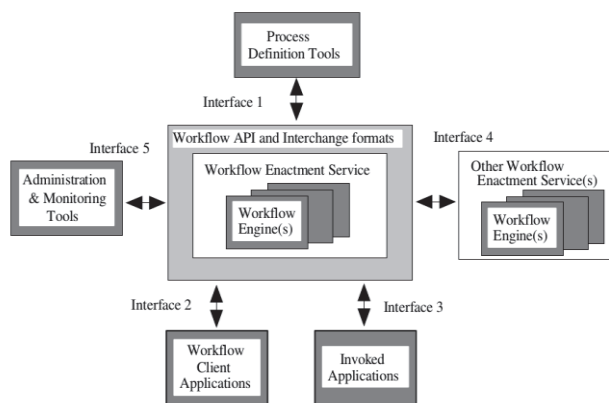 Process
Definition Tools
Interface 1
Workflow API and Interchange formats
Interface 5
Interface 4
Administration
& Monitoring
Tools
Workflow Enactment Service
Workflow
Engine(s)
Other Workflow
Enactment Service(s)
Workflow
Engine(s)
Interface 2
Interface 3
Workflow
Client
Applications
Invoked
Applications